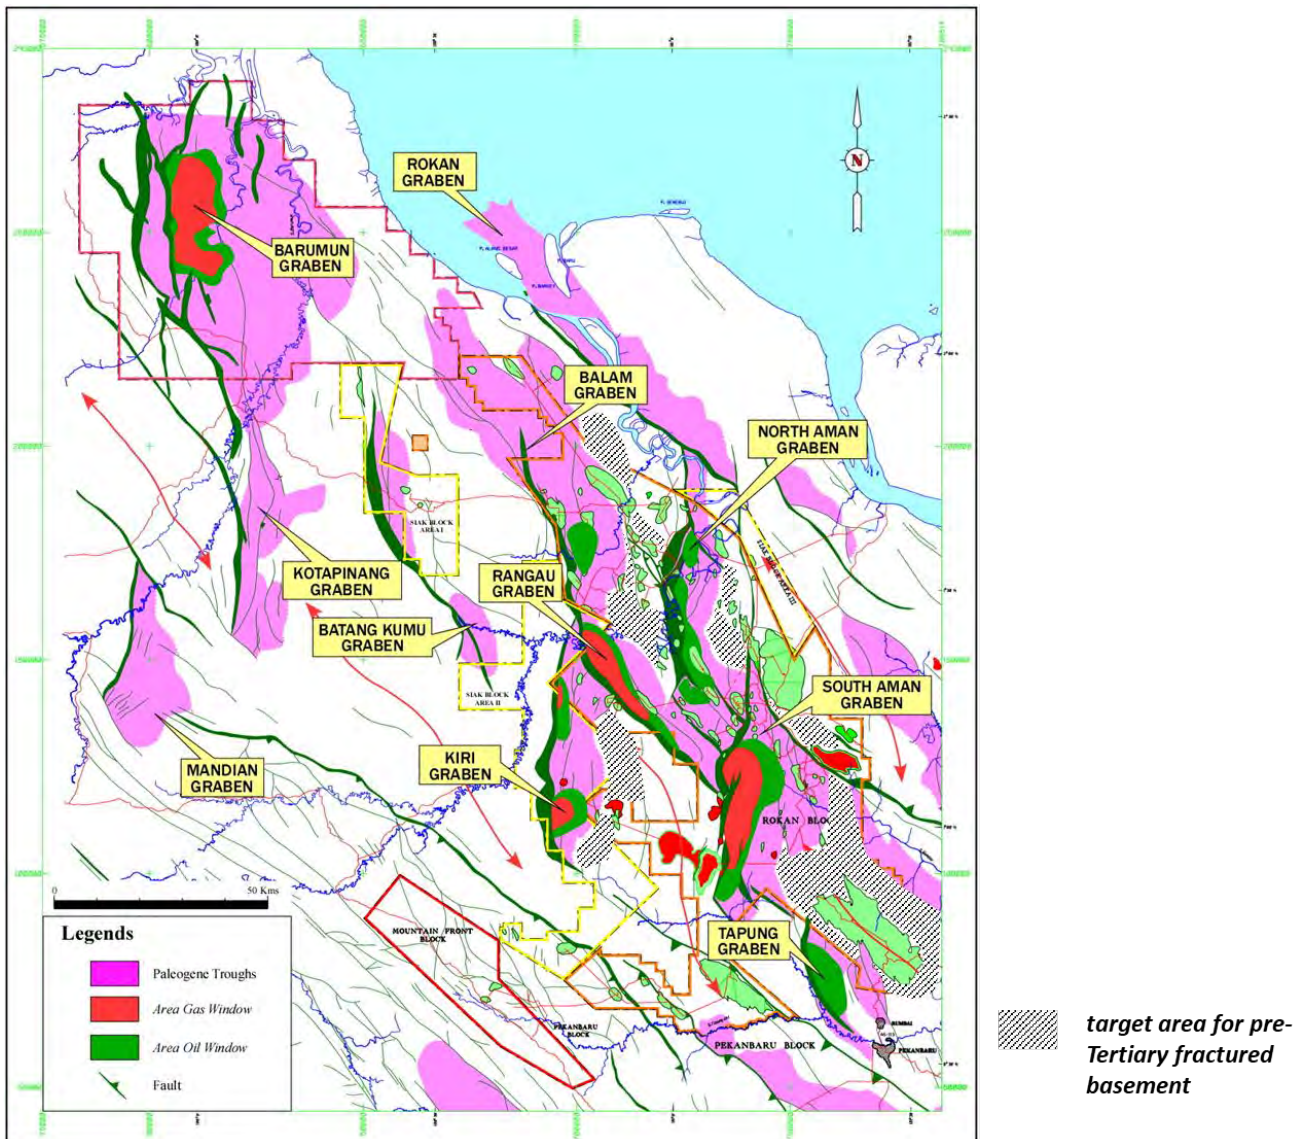 ROKAN
GRABEN
N
BARUMUN
GRABEN
BALAM
GRABEN
NORTH AMAN
GRABEN
SIAK BLOCK
AREA I
KOTAPINANG
GRABEN
RANGAU
GRABEN
BATANG KUMU
GRABEN
SIAK BLOCK
AREA II
SOUTH AMAN
GRABEN
KIRI
GRABEN
MANDIAN
GRABEN
ROKAN BLOC
0
50 Kms
MOUNTAIN FRONT
BLOCK
TAPUNG
GRABEN
PEKANBARU
BLOCK
PEKANBARU BLOCK
RUMBAI
PEKANBARU
Legends
Paleogene Troughs
Area Gas Window
Area Oil Window
Fault
target area for pre-
Tertiary fractured
basement